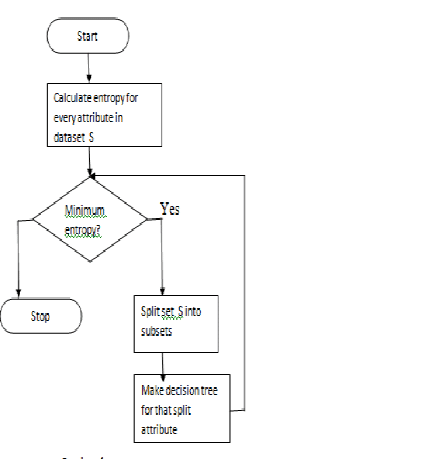 Start
Calculate entropy for
every attribute in
dataset S
Minimum
entropy?
Yes
Stop
Split set S into
subsets
Make decision tree
for that split
attribute